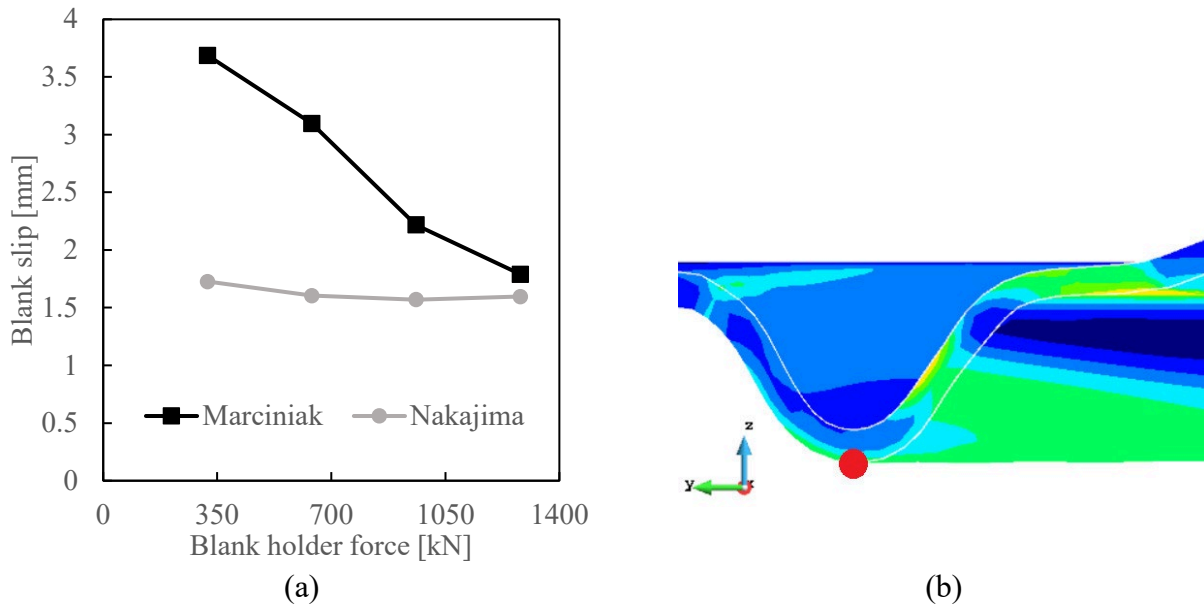 4
3.5
3
2.5
2
1.5
1
0.5
0
0 350 700 1050 1400
Blank slip [mm]
Blank holder force [kN]
Marciniak Nakajima
(a)
z
y x
(b)